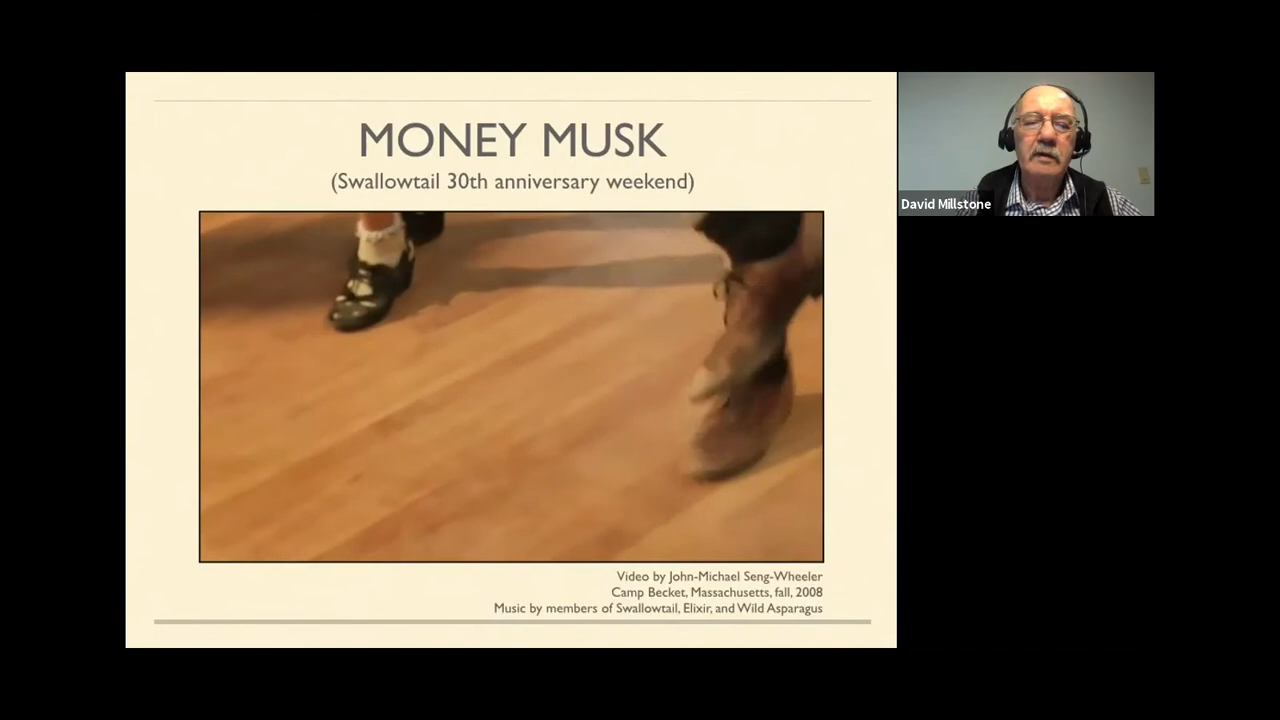 MONEY MUSK
(Swallowtail 30th anniversary weekend)
Video by John-Michael Seng-Wheeler
Camp Becket, Massachusetts, fall, 2008
Music by members of Swallowtail, Elixir, and Wild Asparagus
David Millstone